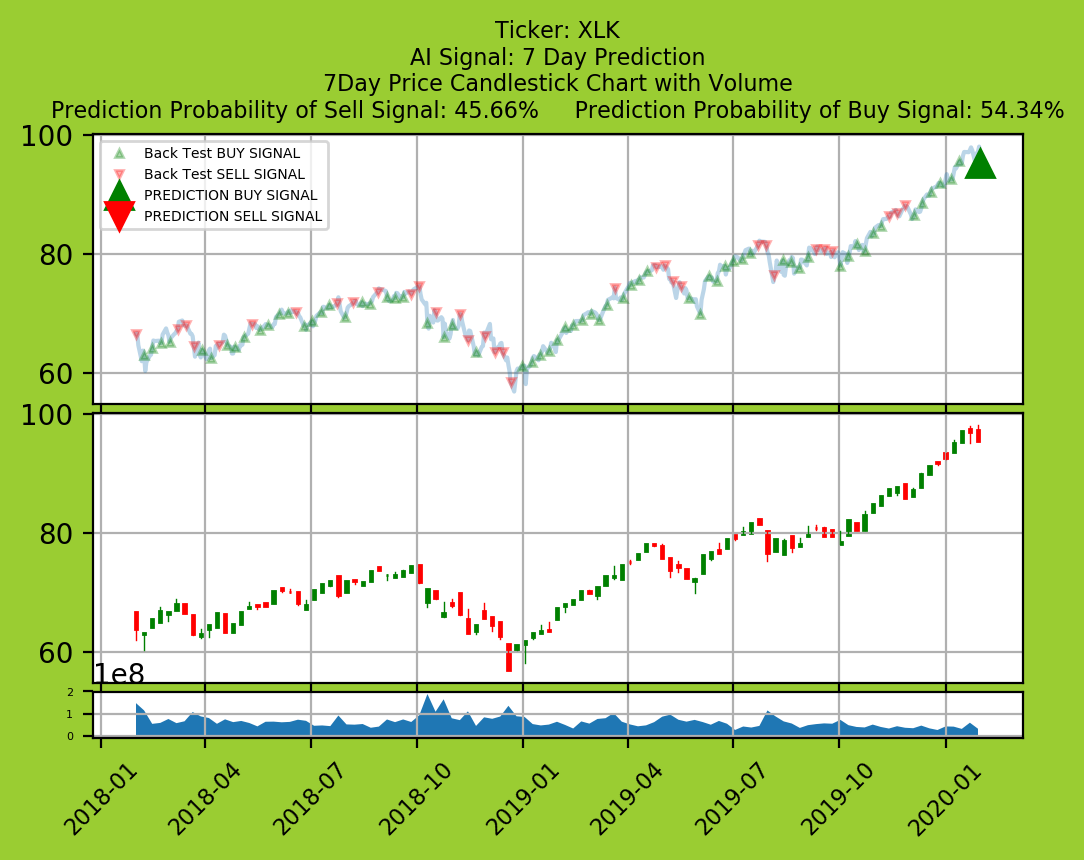 Ticker: XLK
AI Signal: 7 Day Prediction
7Day Price Candlestick Chart with Volume
Prediction Probability of Sell Signal: 45.66% Prediction Probability of Buy Signal: 54.34%
100
80
60
Back Test BUY SIGNAL
Back Test SELL SIGNAL
PREDICTION BUY SIGNAL
PREDICTION SELL SIGNAL
100
80
60
1e8
2
1
0
2018-01 2018-04 2018-07 2018-10 2019-01 2019-04 2019-07 2019-10 2020-01